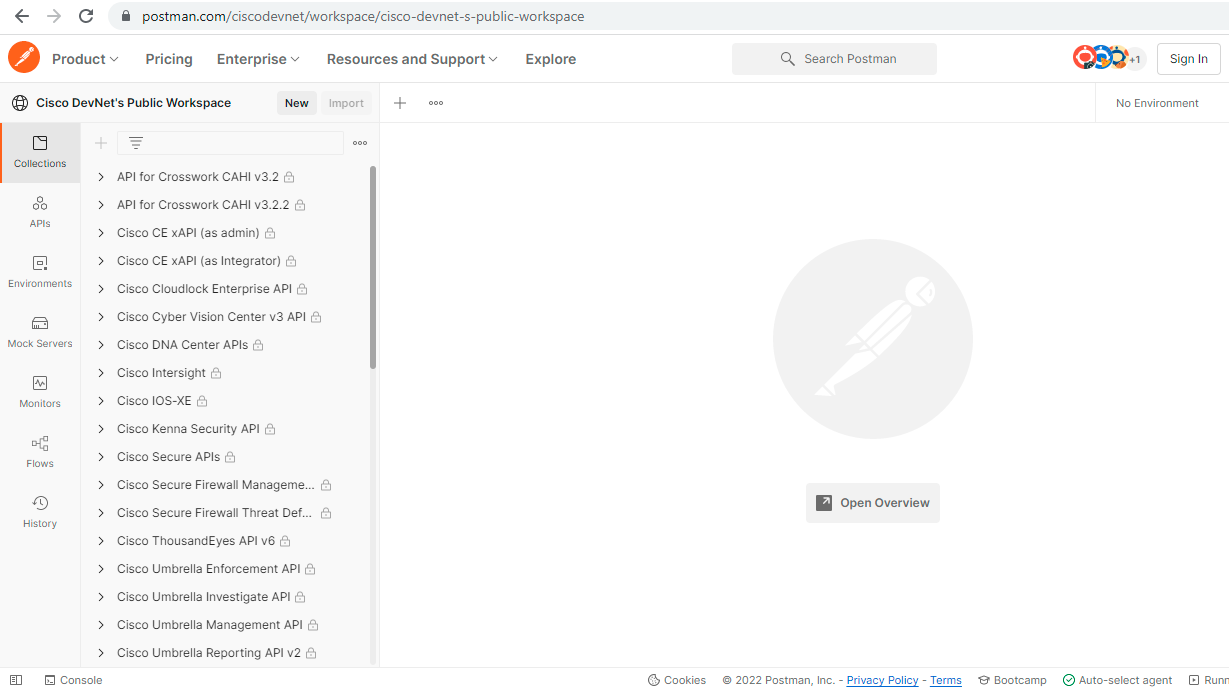 postman.com/ciscodevnet/workspace/cisco-devnet-s-public-workspace
Product Pricing Enterprise Resources and Support Explore Search Postman +1 Sign In
Cisco DevNet's Public Workspace New Import No Environment
Collections
APIs
Environments
Mock Servers
Monitors
Flows
History
API for Crosswork CAHI v3.2
API for Crosswork CAHI v3.2.2
Cisco CE xAPI (as admin)
Cisco CE xAPI (as Integrator)
Cisco Cloudlock Enterprise API
Cisco Cyber Vision Center v3 API
Cisco DNA Center APIs
Cisco Intersight
Cisco IOS-XE
Cisco Kenna Security API
Cisco Secure APIs
Cisco Secure Firewall Manageme...
Cisco Secure Firewall Threat Def...
Cisco ThousandEyes API v6
Cisco Umbrella Enforcement API
Cisco Umbrella Investigate API
Cisco Umbrella Management API
Cisco Umbrella Reporting API v2
Open Overview
Console Cookies © 2022 Postman, Inc. - Privacy Policy - Terms Bootcamp Auto-select agent Runn